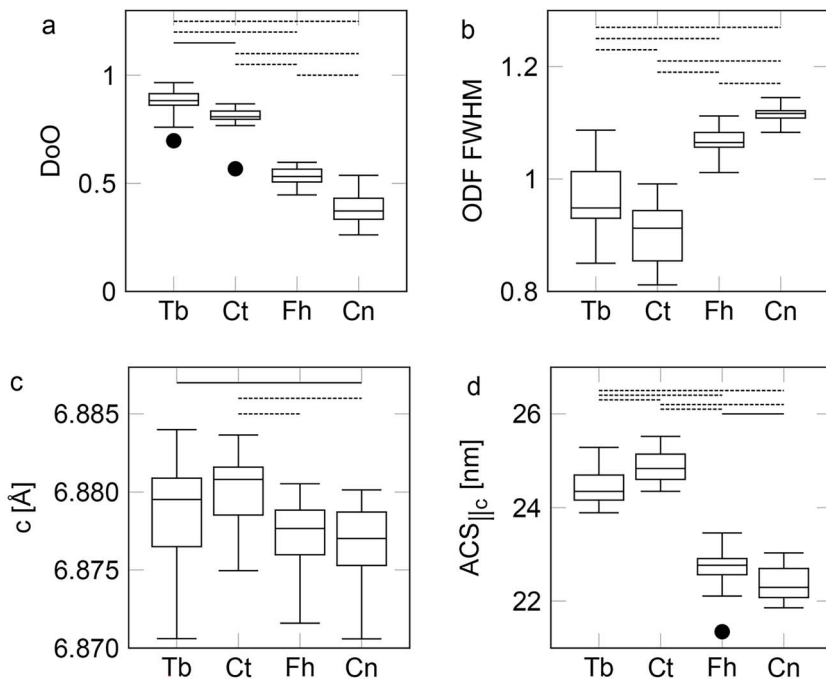 a
1
0.5
0
DoO
Tb Ct Fh Cn
b
1.2
1
0.8
ODF FWHM
Tb Ct Fh Cn
c
6.885
6.880
6.875
6.870
c [Å]
Tb Ct Fh Cn
d
26
24
22
ACS||c [nm]
Tb Ct Fh Cn